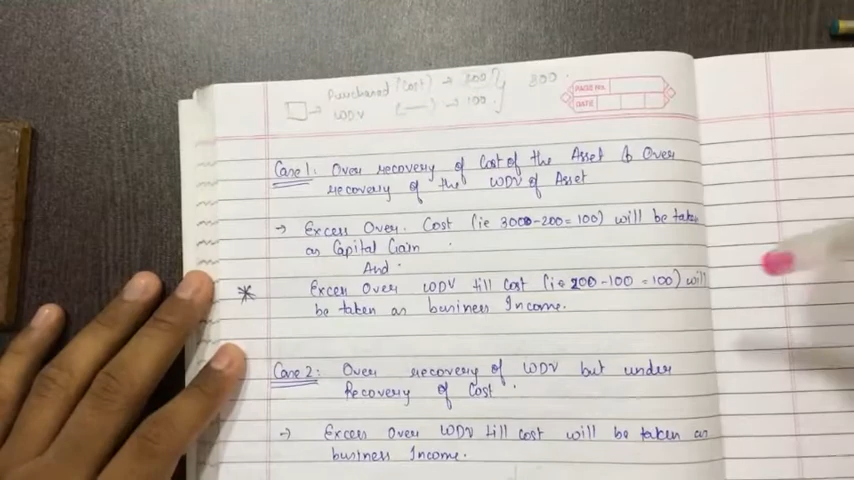 Purchased (Cost) → 200 300.
WDV (—) → 100.
PAGE No.
DATE
Case 1: Over recovery of Cost of the Asset & Over
recovery of the WDV of Asset
→ Excess Over Cost (ie 300-200=100) will be taken
as Capital Gain
And
* Excess Over WDV till Cost (ie 200-100=100) will
be taken as business Income.
Case 2: Over recovery of WDV but under
Recovery of Cost.
→ Excess Over WDV till cost will be taken as
business Income.